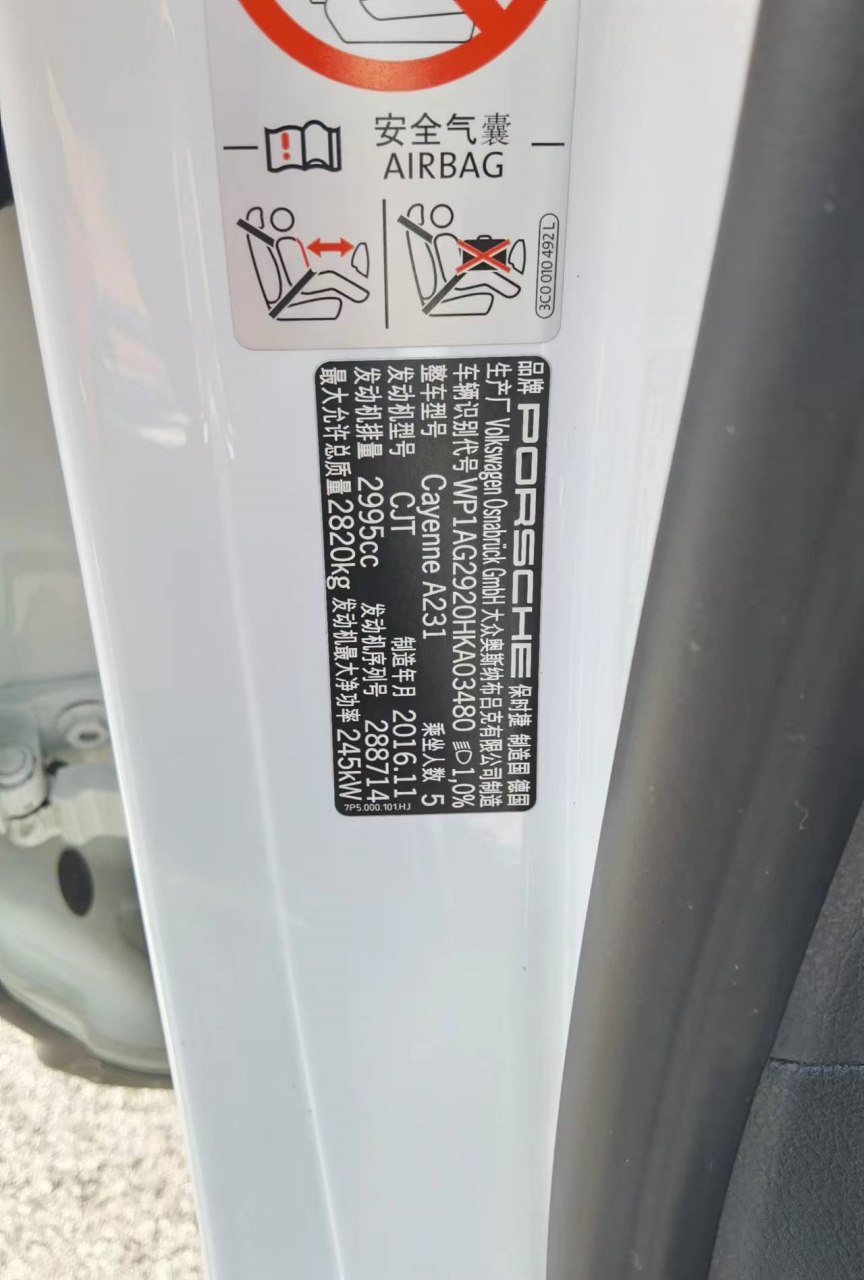 安全气囊
AIRBAG
3C0 010 492 L
品牌 PORSCHE 保时捷 制造国 德国
生产厂 Volkswagen Osnabrück GmbH 大众奥斯纳布吕克有限公司制造
车辆识别代号 WP1AG2920HKA03480 1,0%
整车型号 Cayenne A231 乘坐人数 5
发动机型号 CJT 制造年月 2016.11
发动机排量 2995cc 发动机序列号 288714
最大允许总质量 2820kg 发动机最大净功率 245kW
7P5.000.101.HJ